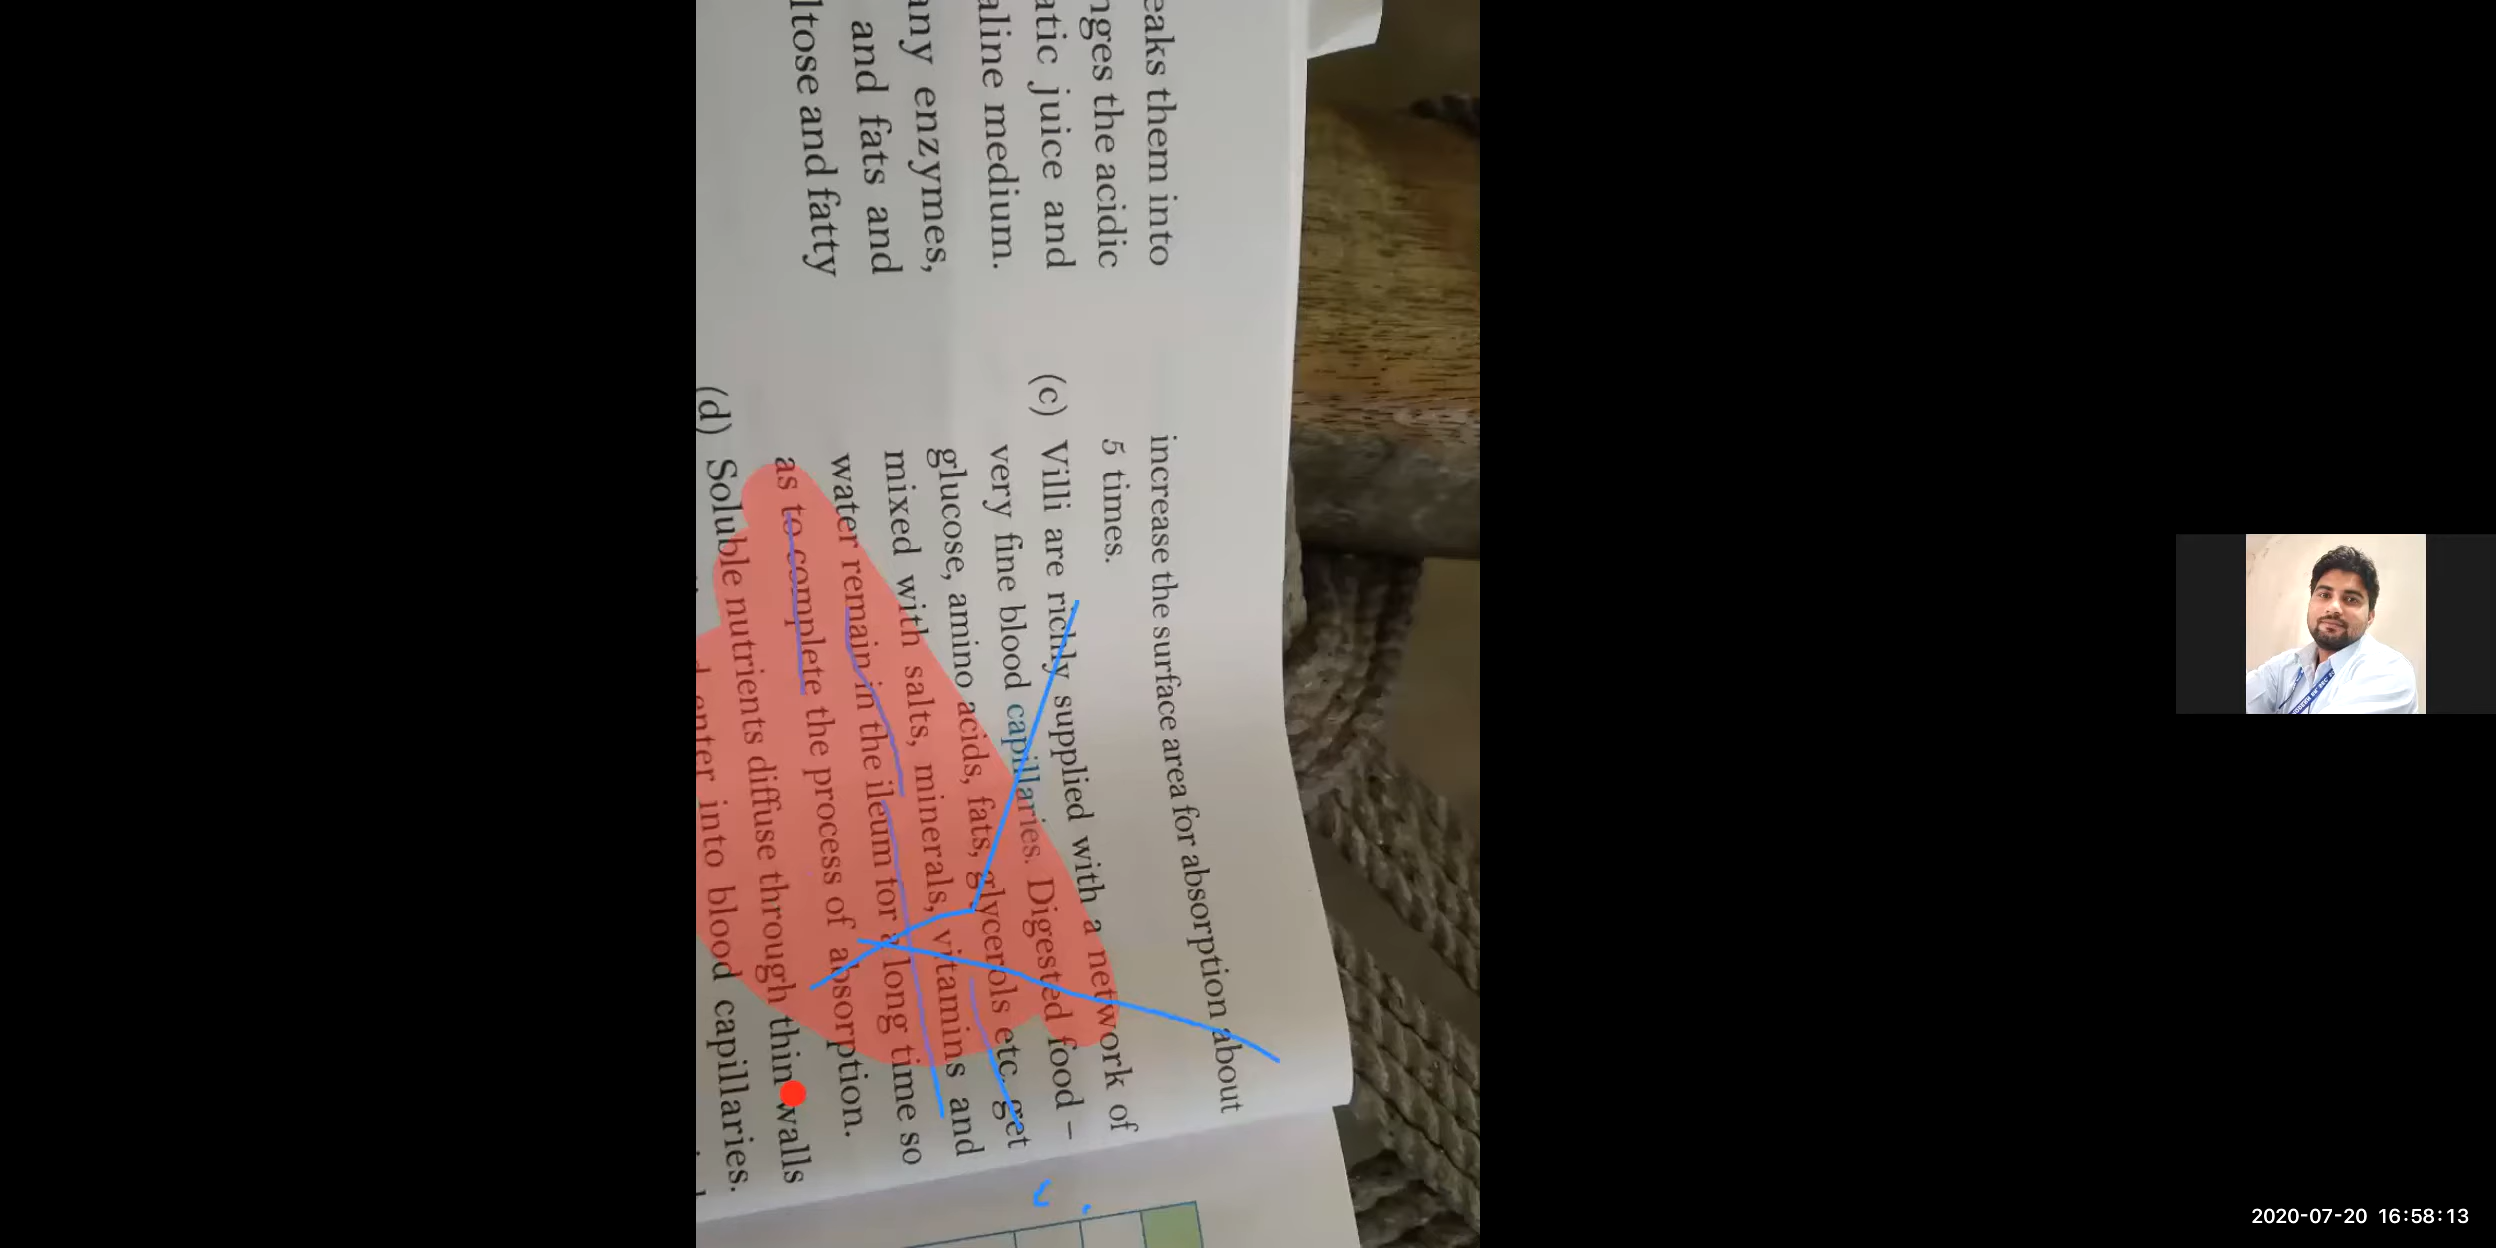 eaks them into
nges the acidic
atic juice and
aline medium.
any enzymes,
and fats and
ltose and fatty
increase the surface area for absorption about
5 times.
(c) Villi are richly supplied with a network of
very fine blood capillaries. Digested food –
glucose, amino acids, fats, glycerols etc. get
mixed with salts, minerals, vitamins and
water remain in the ileum for a long time so
as to complete the process of absorption.
(d) Soluble nutrients diffuse through thin walls
enter into blood capillaries.
2020-07-20 16:58:13